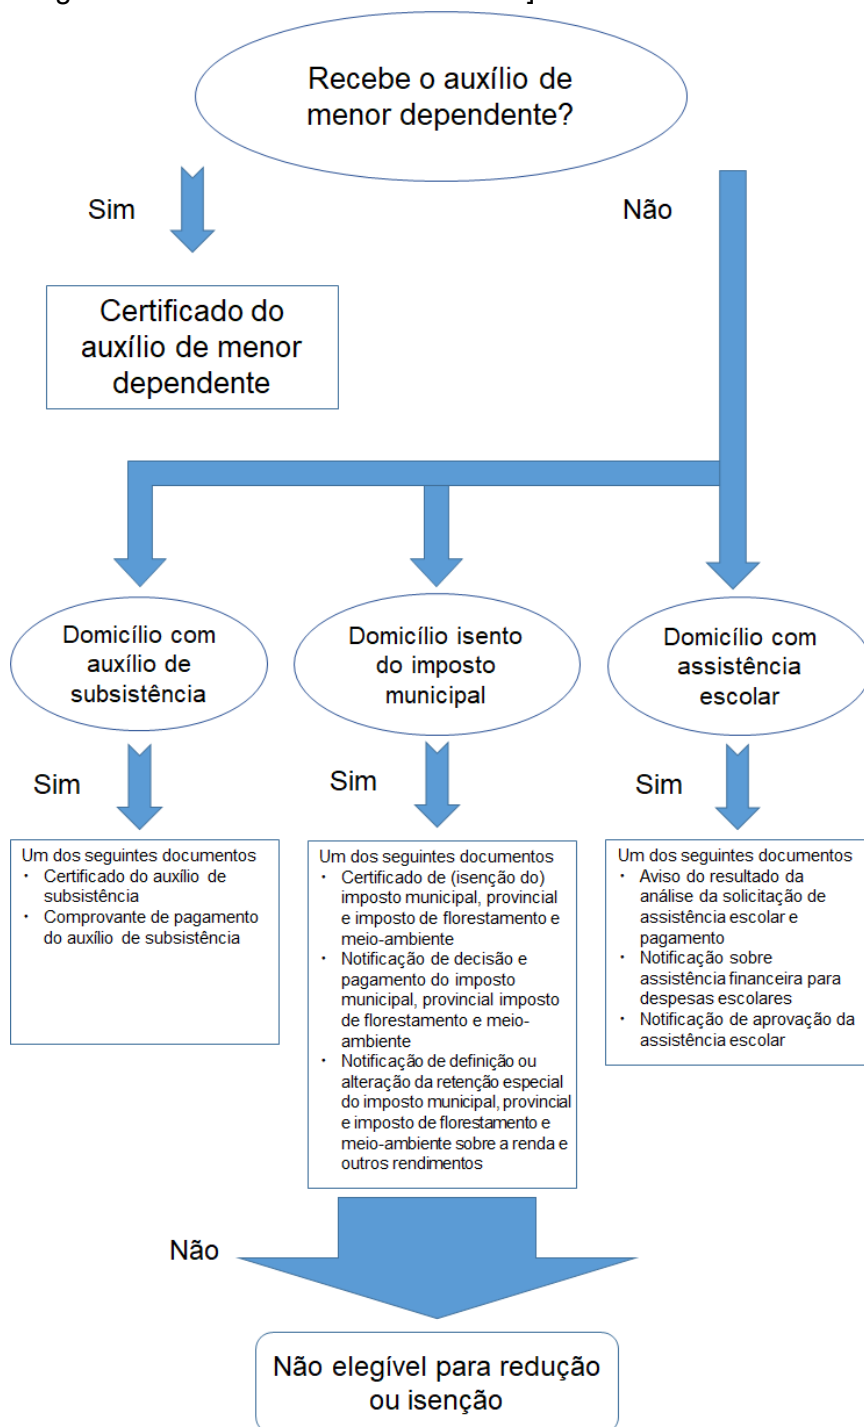 Recebe o auxílio de
menor dependente?
Sim
Não
Certificado do
auxílio de menor
dependente
Domicílio com
auxílio de
subsistência
Domicílio isento
do imposto
municipal
Domicílio com
assistência
escolar
Sim
Sim
Sim
Um dos seguintes documentos
・ Certificado do auxílio de
subsistência
・ Comprovante de pagamento
do auxílio de subsistência
Um dos seguintes documentos
・ Certificado de (isenção do)
imposto municipal, provincial
e imposto de florestamento e
meio-ambiente
・ Notificação de decisão e
pagamento do imposto
municipal, provincial imposto
de florestamento e meio-
ambiente
・ Notificação de definição ou
alteração da retenção especial
do imposto municipal, provincial
e imposto de florestamento e
meio-ambiente sobre a renda e
outros rendimentos
Um dos seguintes documentos
・ Aviso do resultado da
análise da solicitação de
assistência escolar e
pagamento
・ Notificação sobre
assistência financeira para
despesas escolares
・ Notificação de aprovação da
assistência escolar
Não
Não elegível para redução
ou isenção